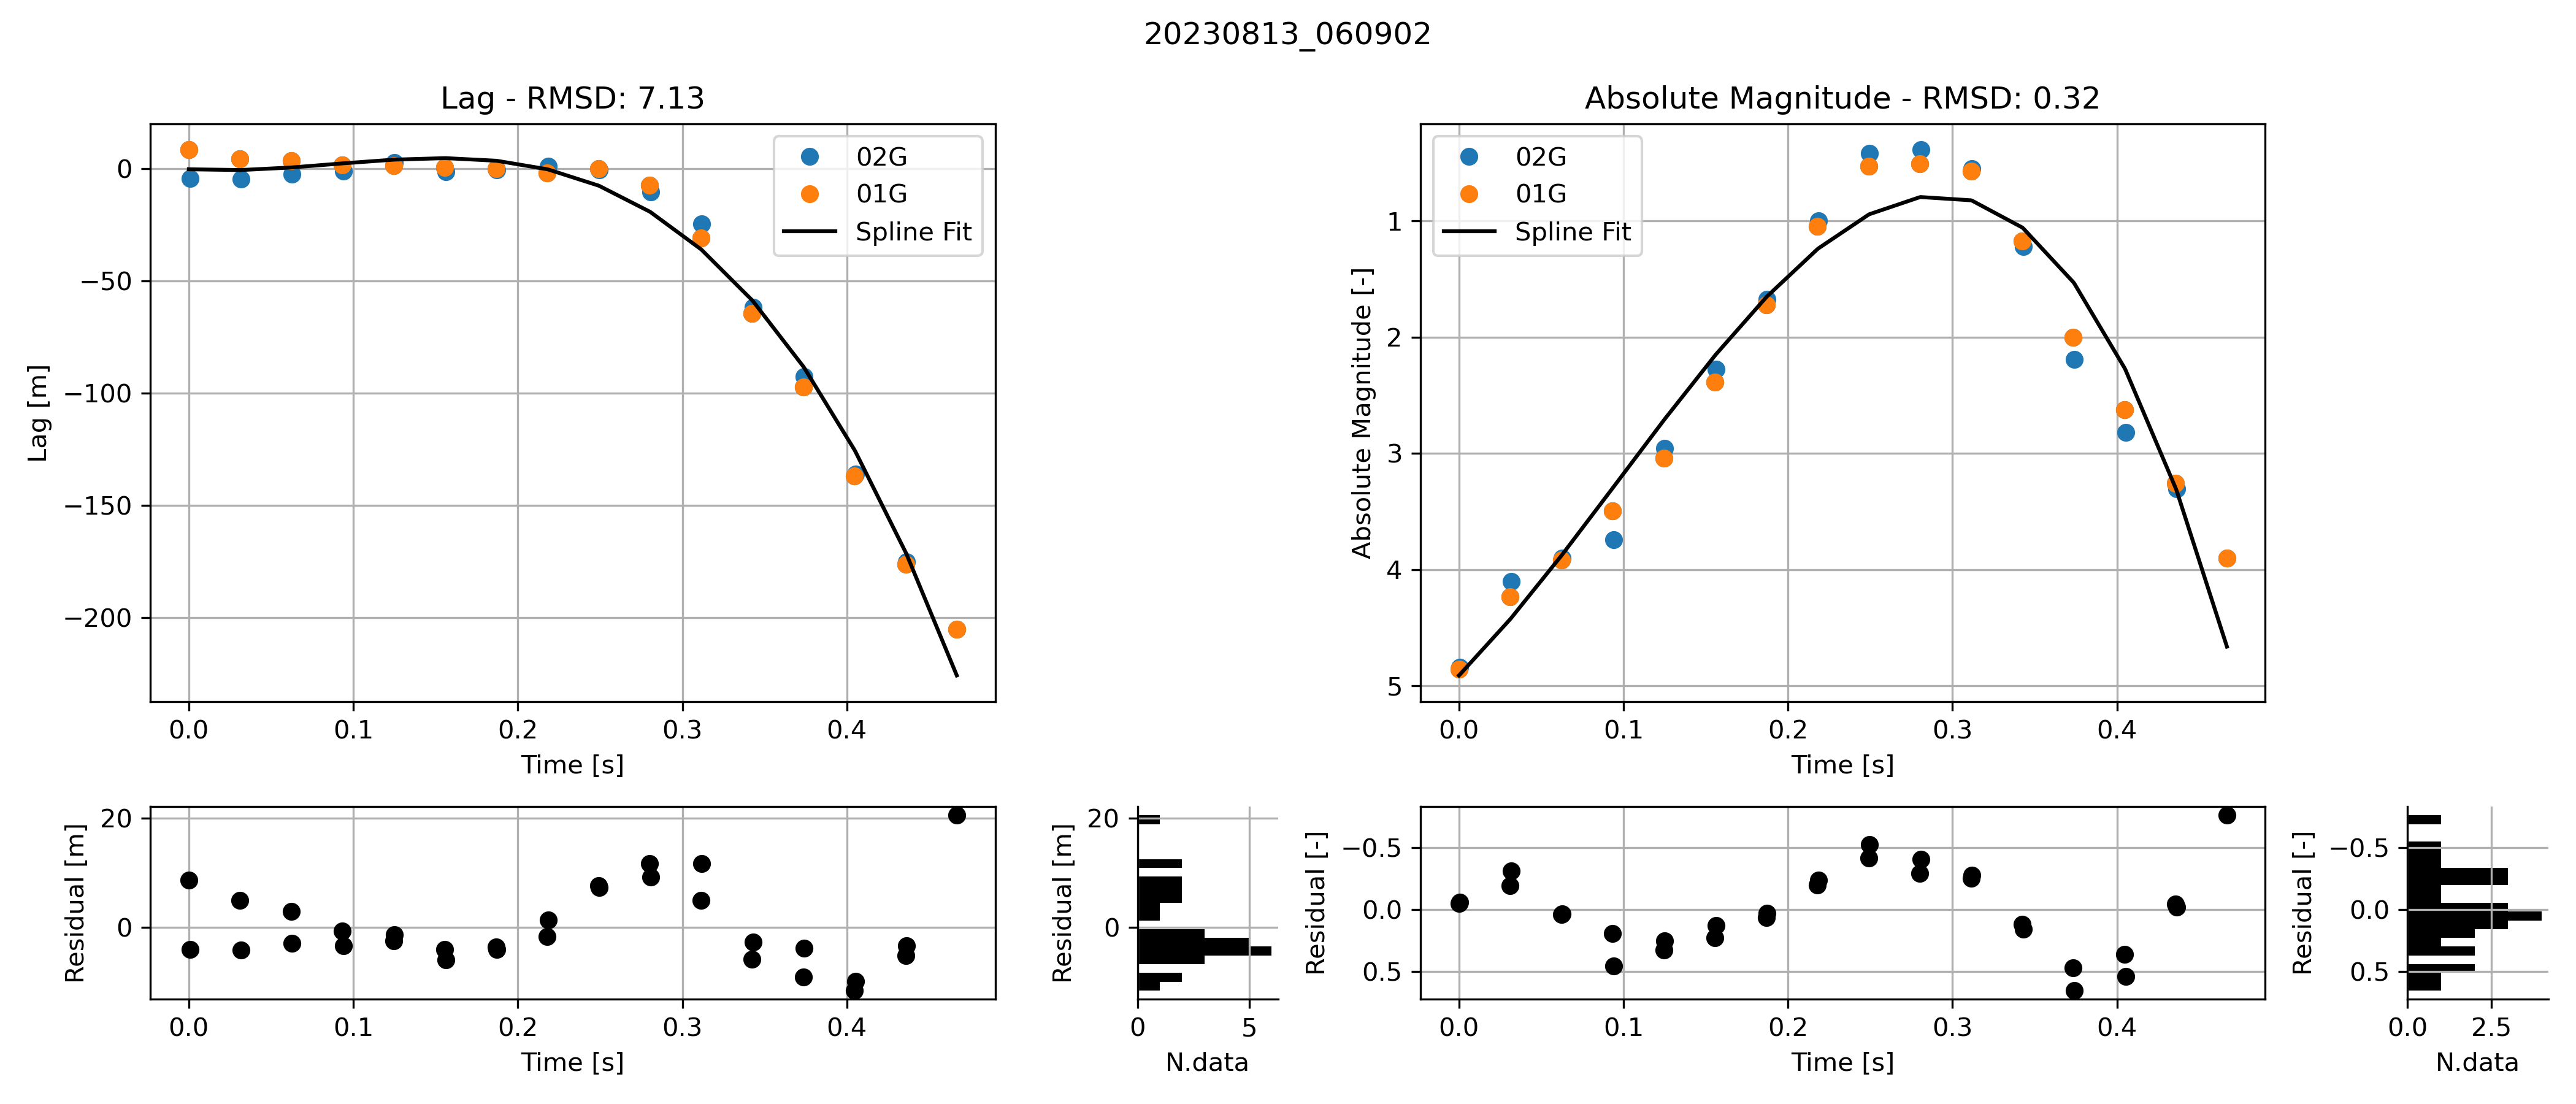 20230813_060902
Lag - RMSD: 7.13
02G
01G
Spline Fit
0
−50
−100
−150
−200
Lag [m]
0.0 0.1 0.2 0.3 0.4
Time [s]
Absolute Magnitude - RMSD: 0.32
02G
01G
Spline Fit
1
2
3
4
5
Absolute Magnitude [-]
0.0 0.1 0.2 0.3 0.4
Time [s]
20
0
Residual [m]
0.0 0.1 0.2 0.3 0.4
Time [s]
20
0
Residual [m]
0 5
N.data
−0.5
0.0
0.5
Residual [-]
0.0 0.1 0.2 0.3 0.4
Time [s]
−0.5
0.0
0.5
Residual [-]
0.0 2.5
N.data